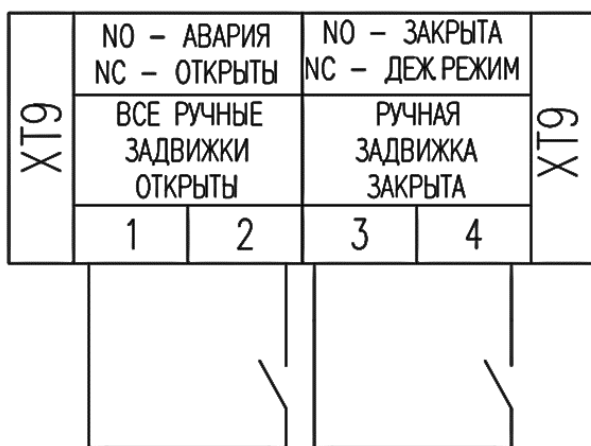 XT9
NO – АВАРИЯ
NC – ОТКРЫТЫ
ВСЕ РУЧНЫЕ
ЗАДВИЖКИ
ОТКРЫТЫ
1
2
NO – ЗАКРЫТА
NC – ДЕЖ.РЕЖИМ
РУЧНАЯ
ЗАДВИЖКА
ЗАКРЫТА
3
4
XT9